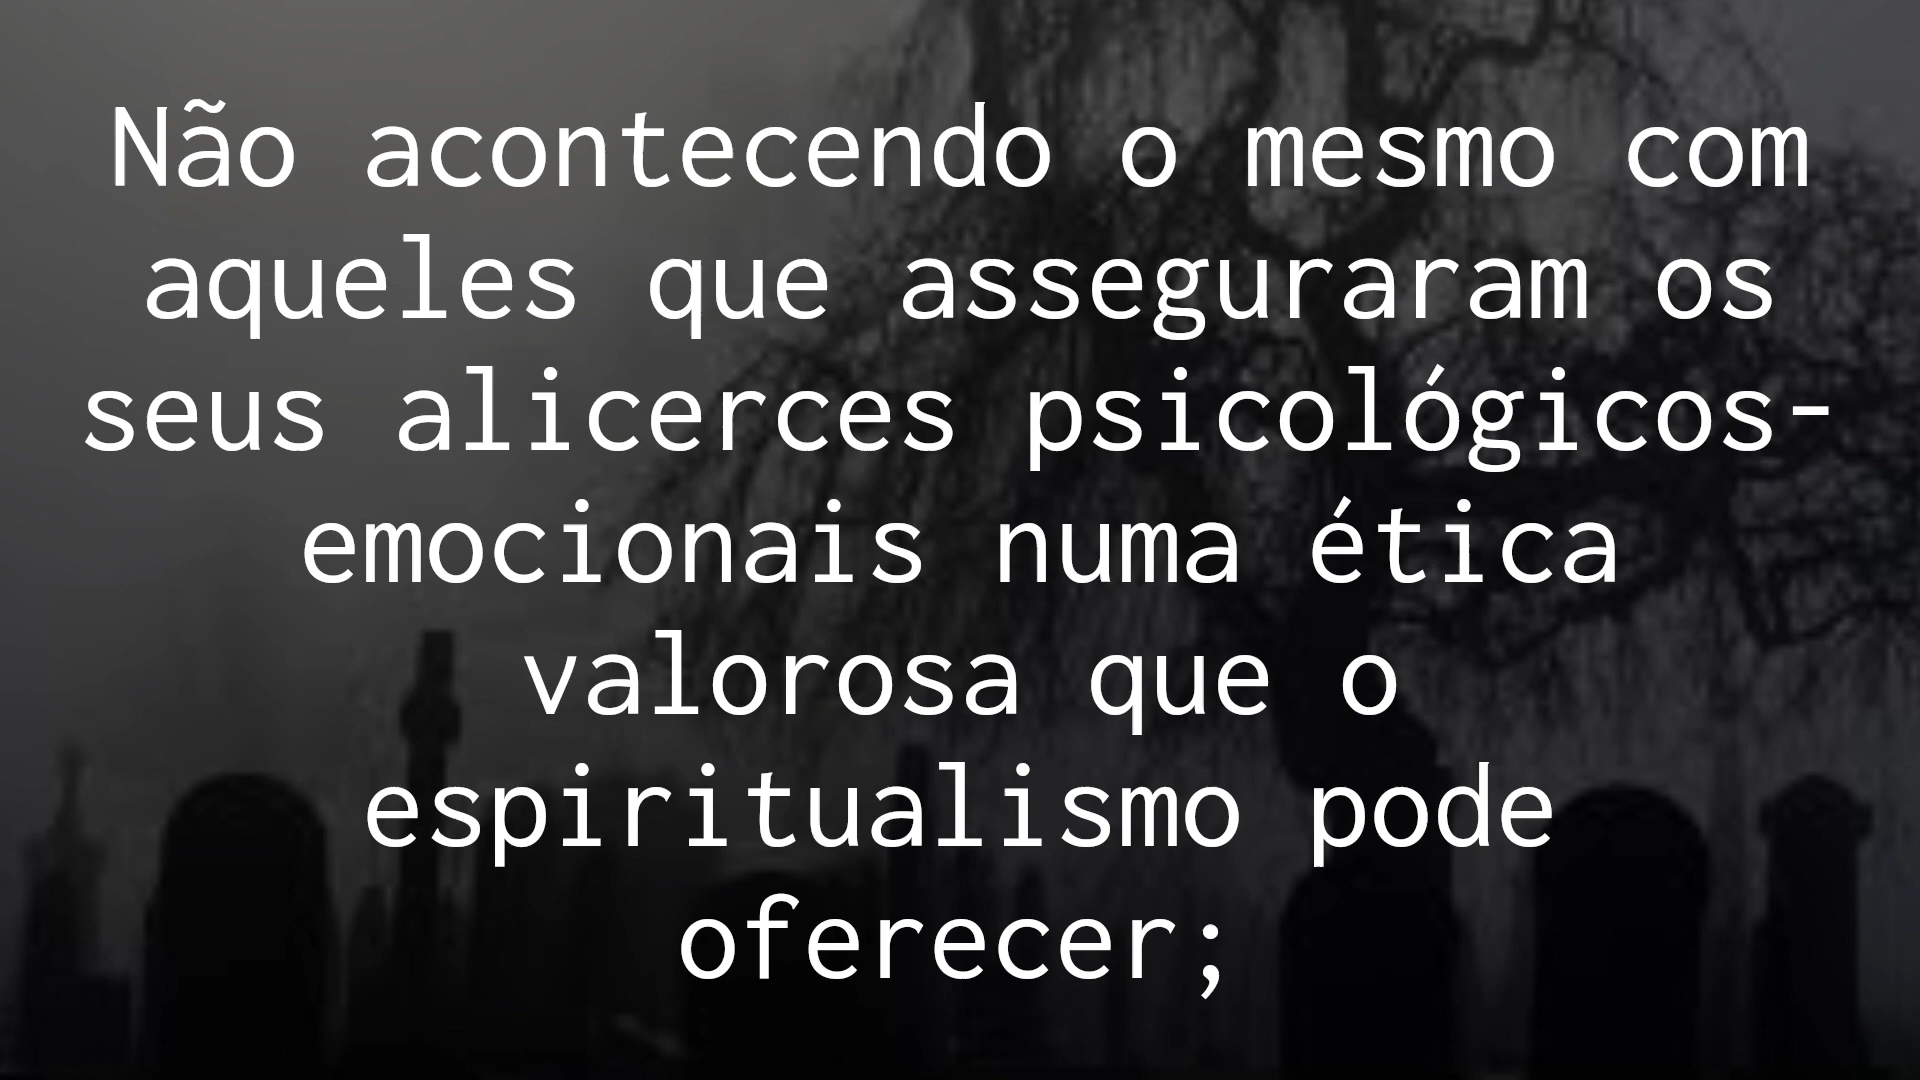 Não acontecendo o mesmo com
aqueles que asseguraram os
seus alicerces psicológicos-
emocionais numa ética
valorosa que o
espiritualismo pode
oferecer;